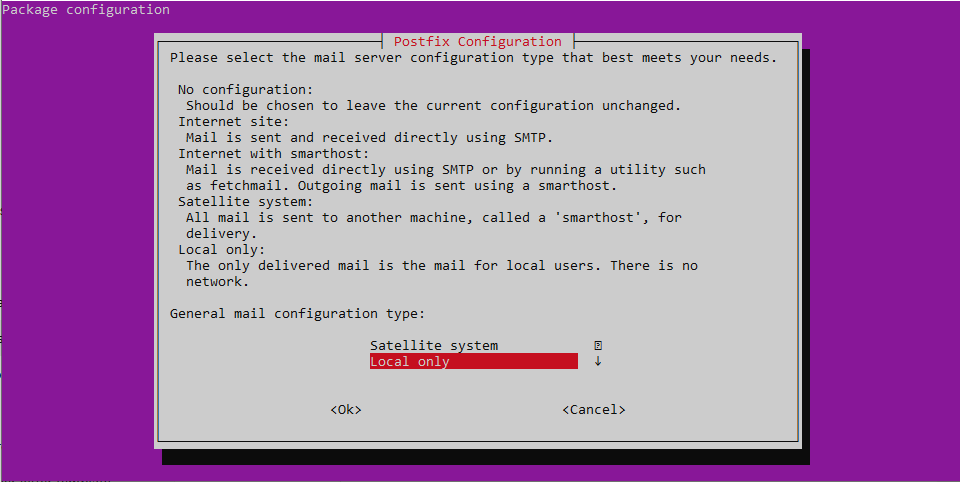 Package configuration
Postfix Configuration
Please select the mail server configuration type that best meets your needs.
No configuration:
Should be chosen to leave the current configuration unchanged.
Internet site:
Mail is sent and received directly using SMTP.
Internet with smarthost:
Mail is received directly using SMTP or by running a utility such
as fetchmail. Outgoing mail is sent using a smarthost.
Satellite system:
All mail is sent to another machine, called a 'smarthost', for
delivery.
Local only:
The only delivered mail is the mail for local users. There is no
network.
General mail configuration type:
Satellite system
Local only ↓
<Ok> <Cancel>